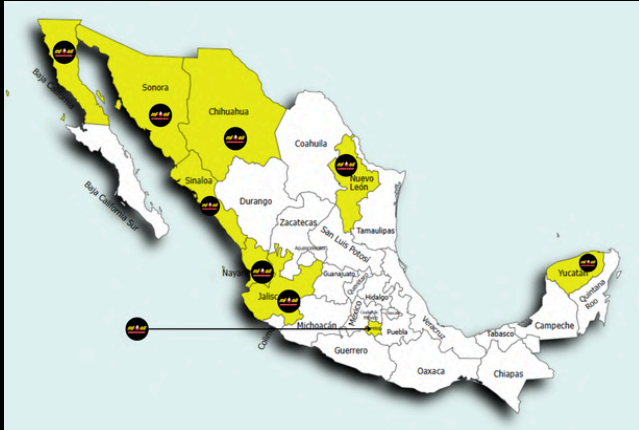 Baja California
Sonora
Chihuahua
Coahuila
Nuevo
León
Sinaloa
Durango
Baja California Sur
Zacatecas
Tamaulipas
San Luis Potosí
Aguascalientes
Nayarit
Jalisco
Guanajuato
Querétaro
Hidalgo
Yucatán
Quintana
Roo
Campeche
México
Michoacán
Puebla
Veracruz
Tabasco
Guerrero
Oaxaca
Chiapas